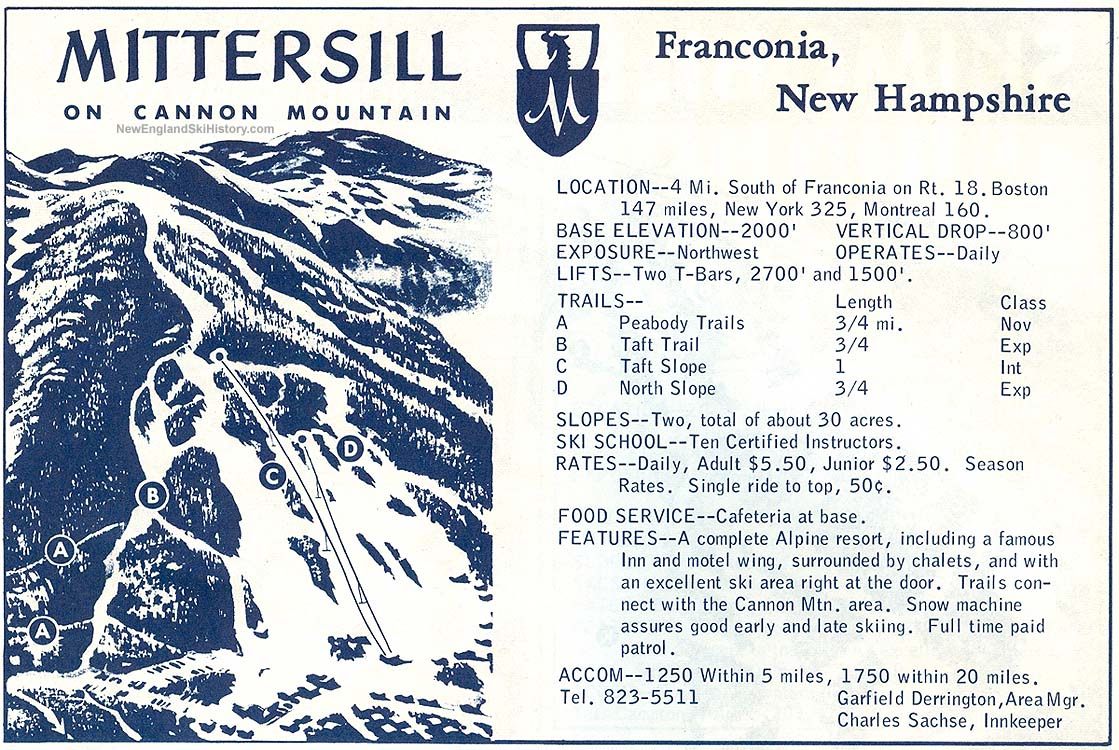 MITTERSILL
ON CANNON MOUNTAIN
NewEnglandSkiHistory.com
M
Franconia,
New Hampshire
LOCATION--4 Mi. South of Franconia on Rt. 18. Boston
147 miles, New York 325, Montreal 160.
BASE ELEVATION--2000' VERTICAL DROP--800'
EXPOSURE--Northwest OPERATES--Daily
LIFTS--Two T-Bars, 2700' and 1500'.
TRAILS-- Length Class
A Peabody Trails 3/4 mi. Nov
B Taft Trail 3/4 Exp
C Taft Slope 1 Int
D North Slope 3/4 Exp
SLOPES--Two, total of about 30 acres.
SKI SCHOOL--Ten Certified Instructors.
RATES--Daily, Adult $5.50, Junior $2.50. Season
Rates. Single ride to top, 50¢.
FOOD SERVICE--Cafeteria at base.
FEATURES--A complete Alpine resort, including a famous
Inn and motel wing, surrounded by chalets, and with
an excellent ski area right at the door. Trails con-
nect with the Cannon Mtn. area. Snow machine
assures good early and late skiing. Full time paid
patrol.
ACCOM--1250 Within 5 miles, 1750 within 20 miles.
Tel. 823-5511 Garfield Derrington, Area Mgr.
Charles Sachse, Innkeeper
D
C
B
A
A